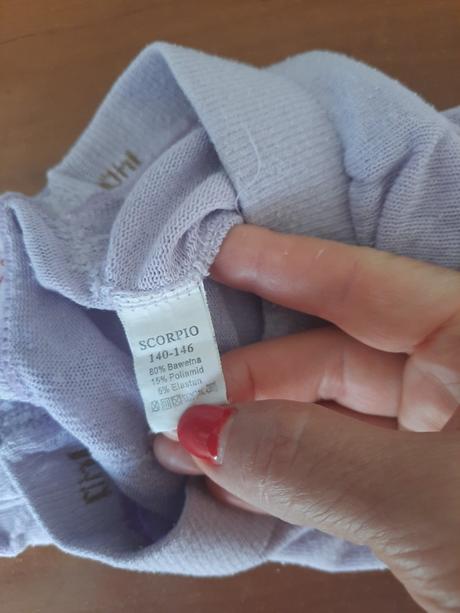 SCORPIO
140-146
80% Bawełna
15% Poliamid
5% Elastan